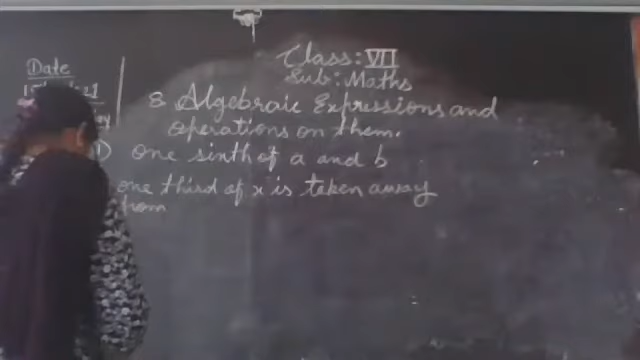 Class: VII
Sub: Maths
Date
8 Algebraic Expressions and
operations on them.
1) one sinth of a and b
one third of x is taken away
from